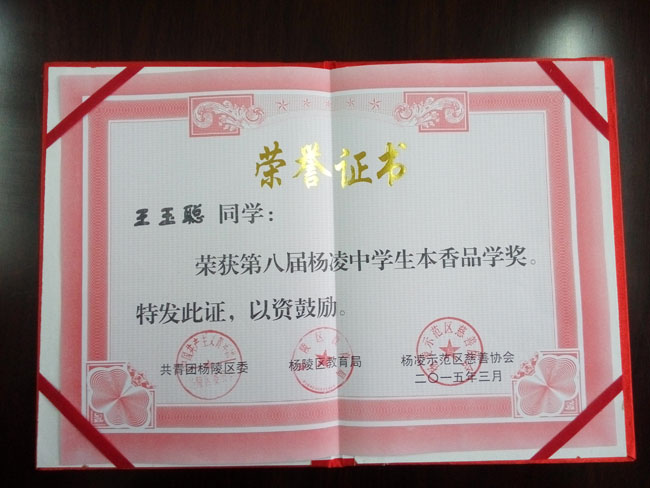 荣誉证书
王玉聪 同学：
荣获第八届杨凌中学生本香品学奖。
特发此证，以资鼓励。
共青团杨陵区委 杨陵区教育局 杨凌示范区慈善协会
二〇一五年三月